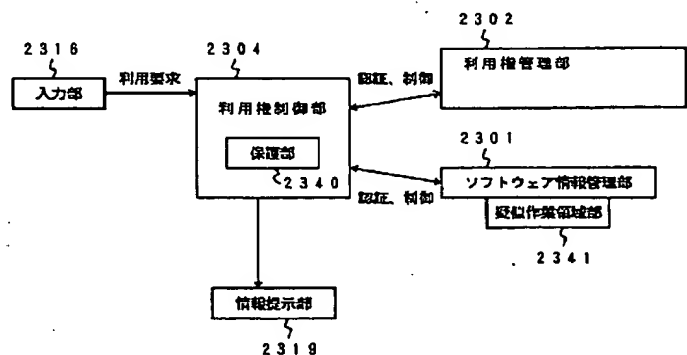 2302
2316
2304
利用権管理部
利用要求
認証、制御
入力部
利用権制御部
2301
保護部
ソフトウェア情報管理部
2340
認証、制御
疑似作業領域部
2341
情報提示部
2319